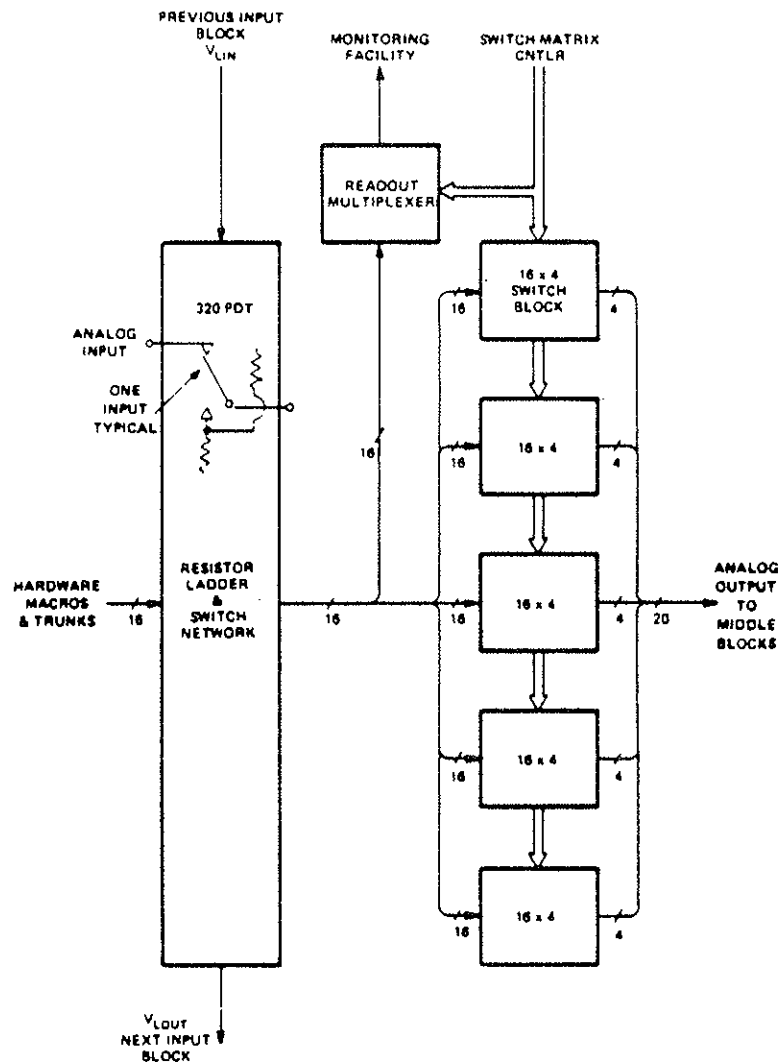 PREVIOUS INPUT
BLOCK
VLIN
MONITORING
FACILITY
SWITCH MATRIX
CNTLR
READOUT
MULTIPLEXER
320 PDT
ANALOG
INPUT
ONE
INPUT
TYPICAL
16 x 4
SWITCH
BLOCK
16
4
16 x 4
16
4
16
HARDWARE
MACROS
& TRUNKS
16
RESISTOR
LADDER
&
SWITCH
NETWORK
16
16
16 x 4
4
20
ANALOG
OUTPUT
TO
MIDDLE
BLOCKS
16 x 4
16
4
16 x 4
16
4
VLOUT
NEXT INPUT
BLOCK